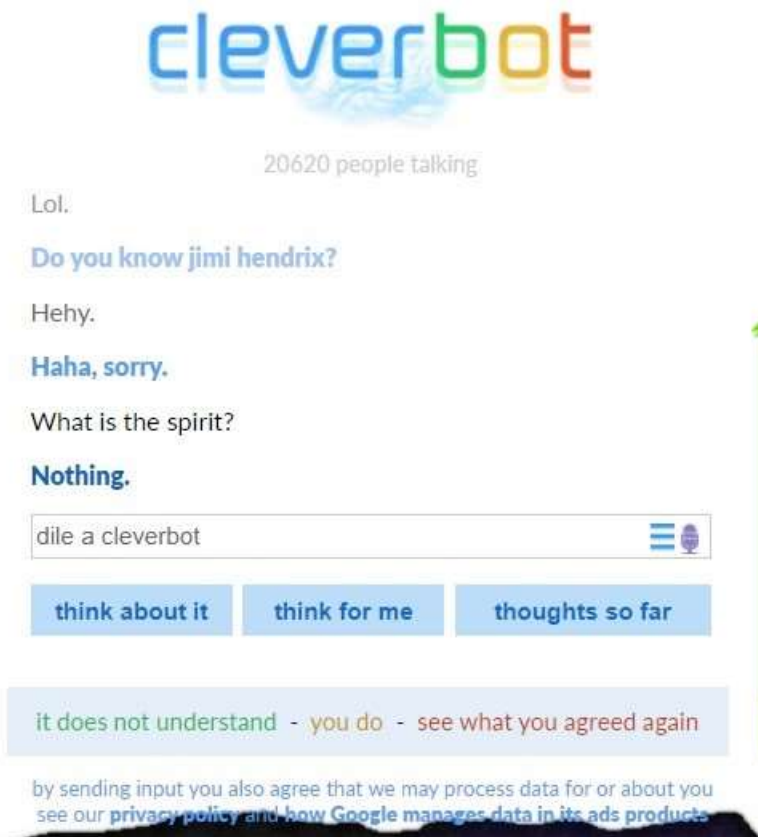 cleverbot
20620 people talking
Lol.
Do you know jimi hendrix?
Hehy.
Haha, sorry.
What is the spirit?
Nothing.
dile a cleverbot
think about it think for me thoughts so far
it does not understand - you do - see what you agreed again
by sending input you also agree that we may process data for or about you
see our privacy policy and how Google manages data in its ads products